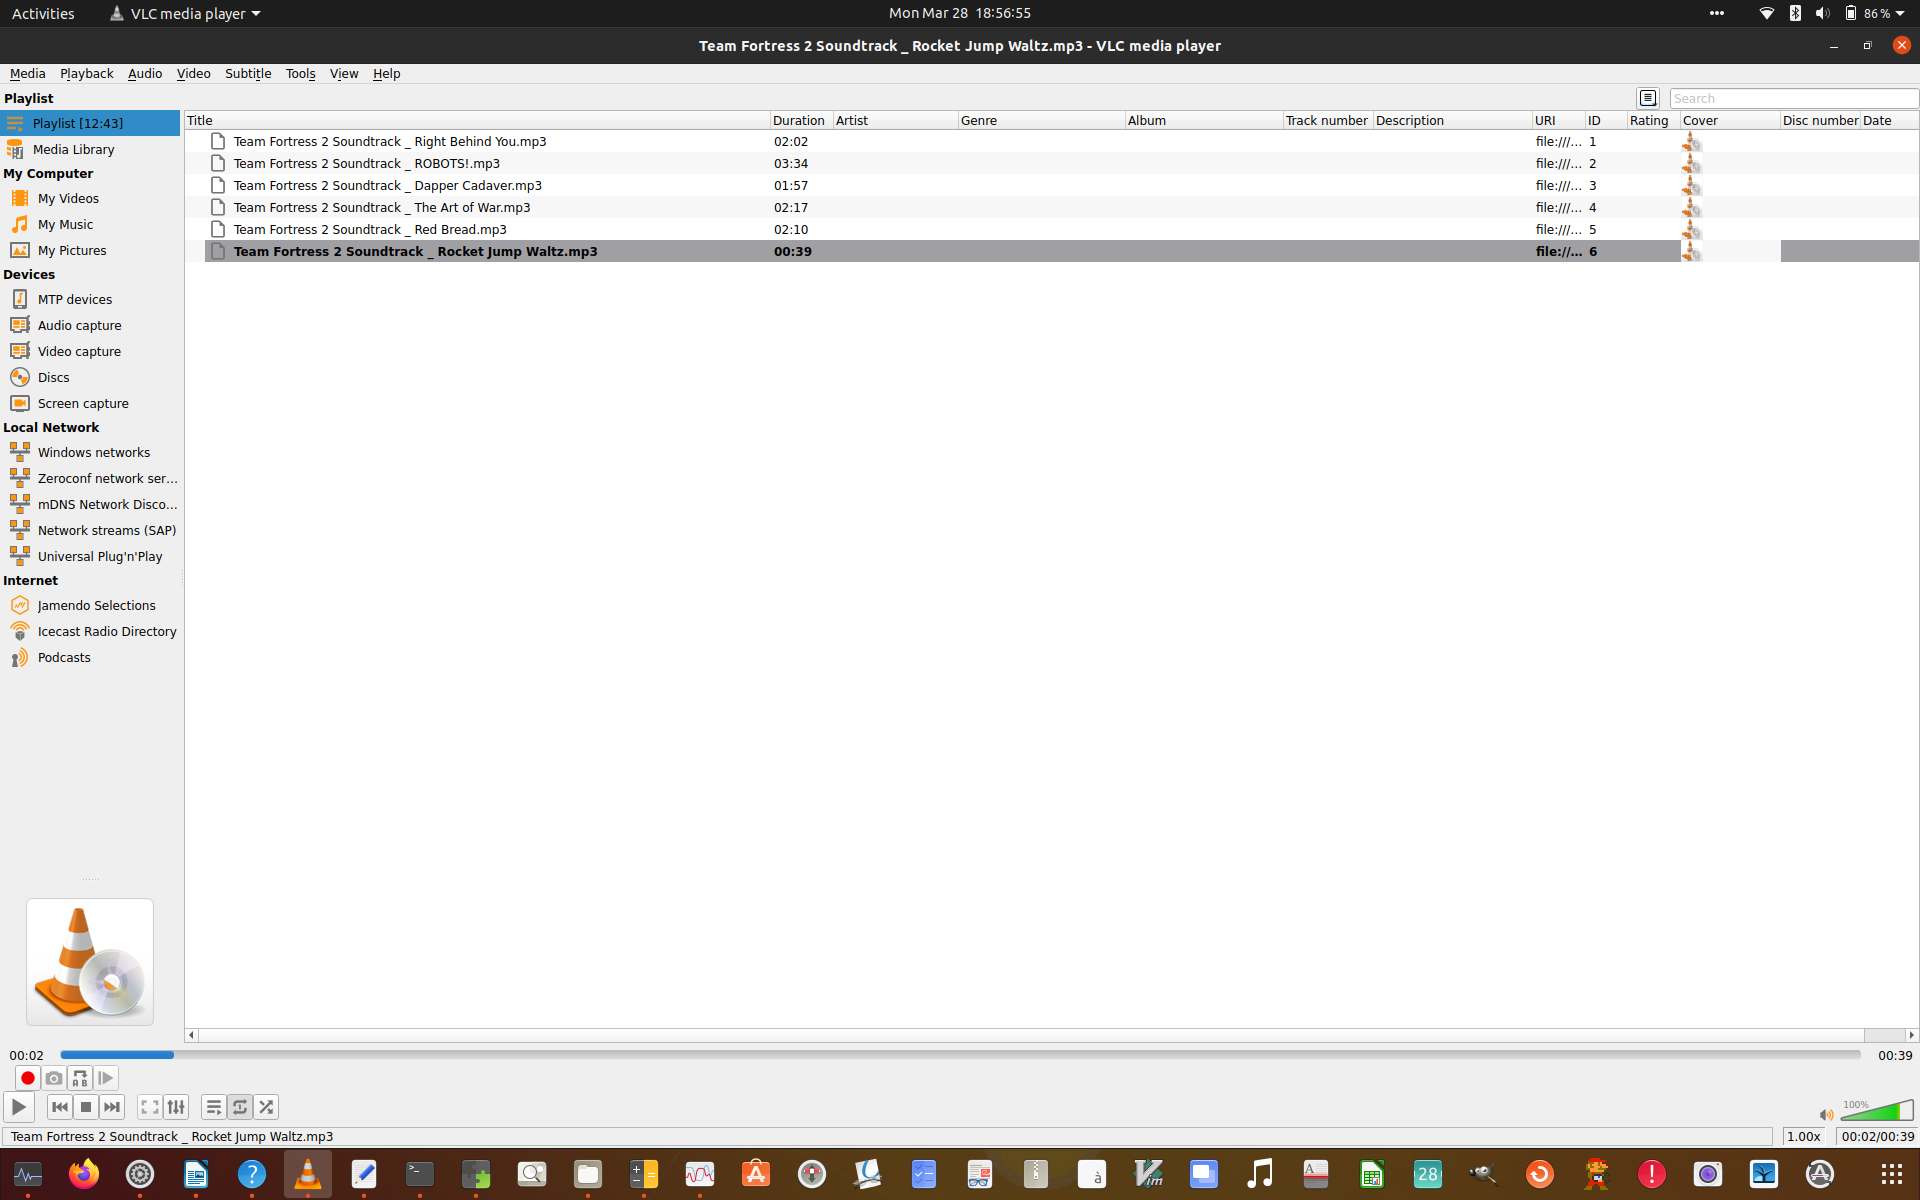 Activities VLC media player Mon Mar 28 18:56:55 86 %
Team Fortress 2 Soundtrack _ Rocket Jump Waltz.mp3 - VLC media player
Media Playback Audio Video Subtitle Tools View Help
Playlist
Search
Playlist [12:43]
Media Library
My Computer
My Videos
My Music
My Pictures
Devices
MTP devices
Audio capture
Video capture
Discs
Screen capture
Local Network
Windows networks
Zeroconf network ser...
mDNS Network Disco...
Network streams (SAP)
Universal Plug'n'Play
Internet
Jamendo Selections
Icecast Radio Directory
Podcasts
Title Duration Artist Genre Album Track number Description URI ID Rating Cover Disc number Date
Team Fortress 2 Soundtrack _ Right Behind You.mp3 02:02 file:///... 1
Team Fortress 2 Soundtrack _ ROBOTS!.mp3 03:34 file:///... 2
Team Fortress 2 Soundtrack _ Dapper Cadaver.mp3 01:57 file:///... 3
Team Fortress 2 Soundtrack _ The Art of War.mp3 02:17 file:///... 4
Team Fortress 2 Soundtrack _ Red Bread.mp3 02:10 file:///... 5
Team Fortress 2 Soundtrack _ Rocket Jump Waltz.mp3 00:39 file://... 6
00:02 00:39
A B
100%
Team Fortress 2 Soundtrack _ Rocket Jump Waltz.mp3 1.00x 00:02/00:39
? >_ à Vim A 28 !